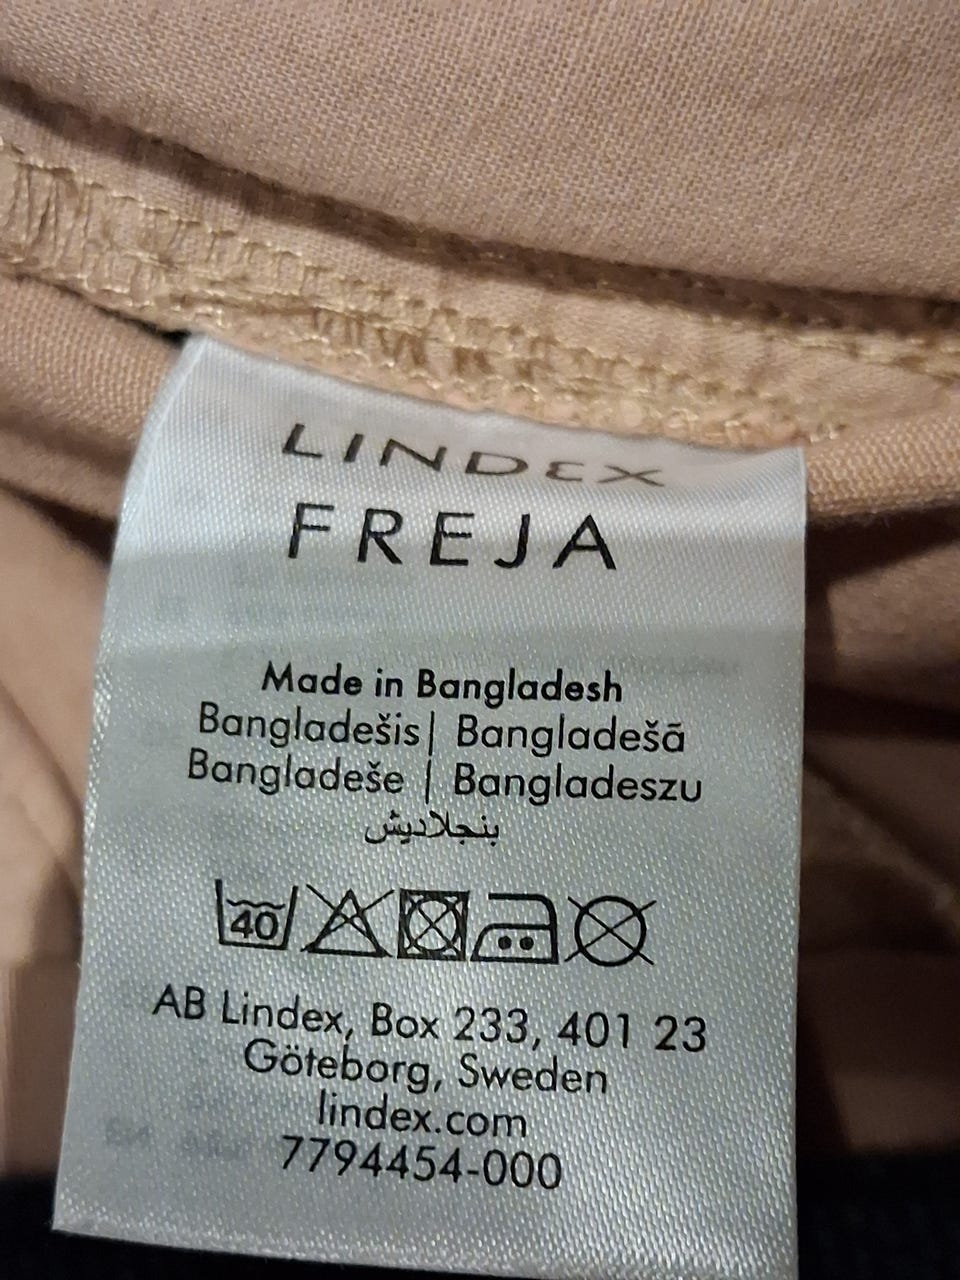 LINDEX
FREJA
Made in Bangladesh
Bangladešis| Bangladešā
Bangladeše | Bangladeszu
بنجلاديش
40
AB Lindex, Box 233, 401 23
Göteborg, Sweden
lindex.com
7794454-000